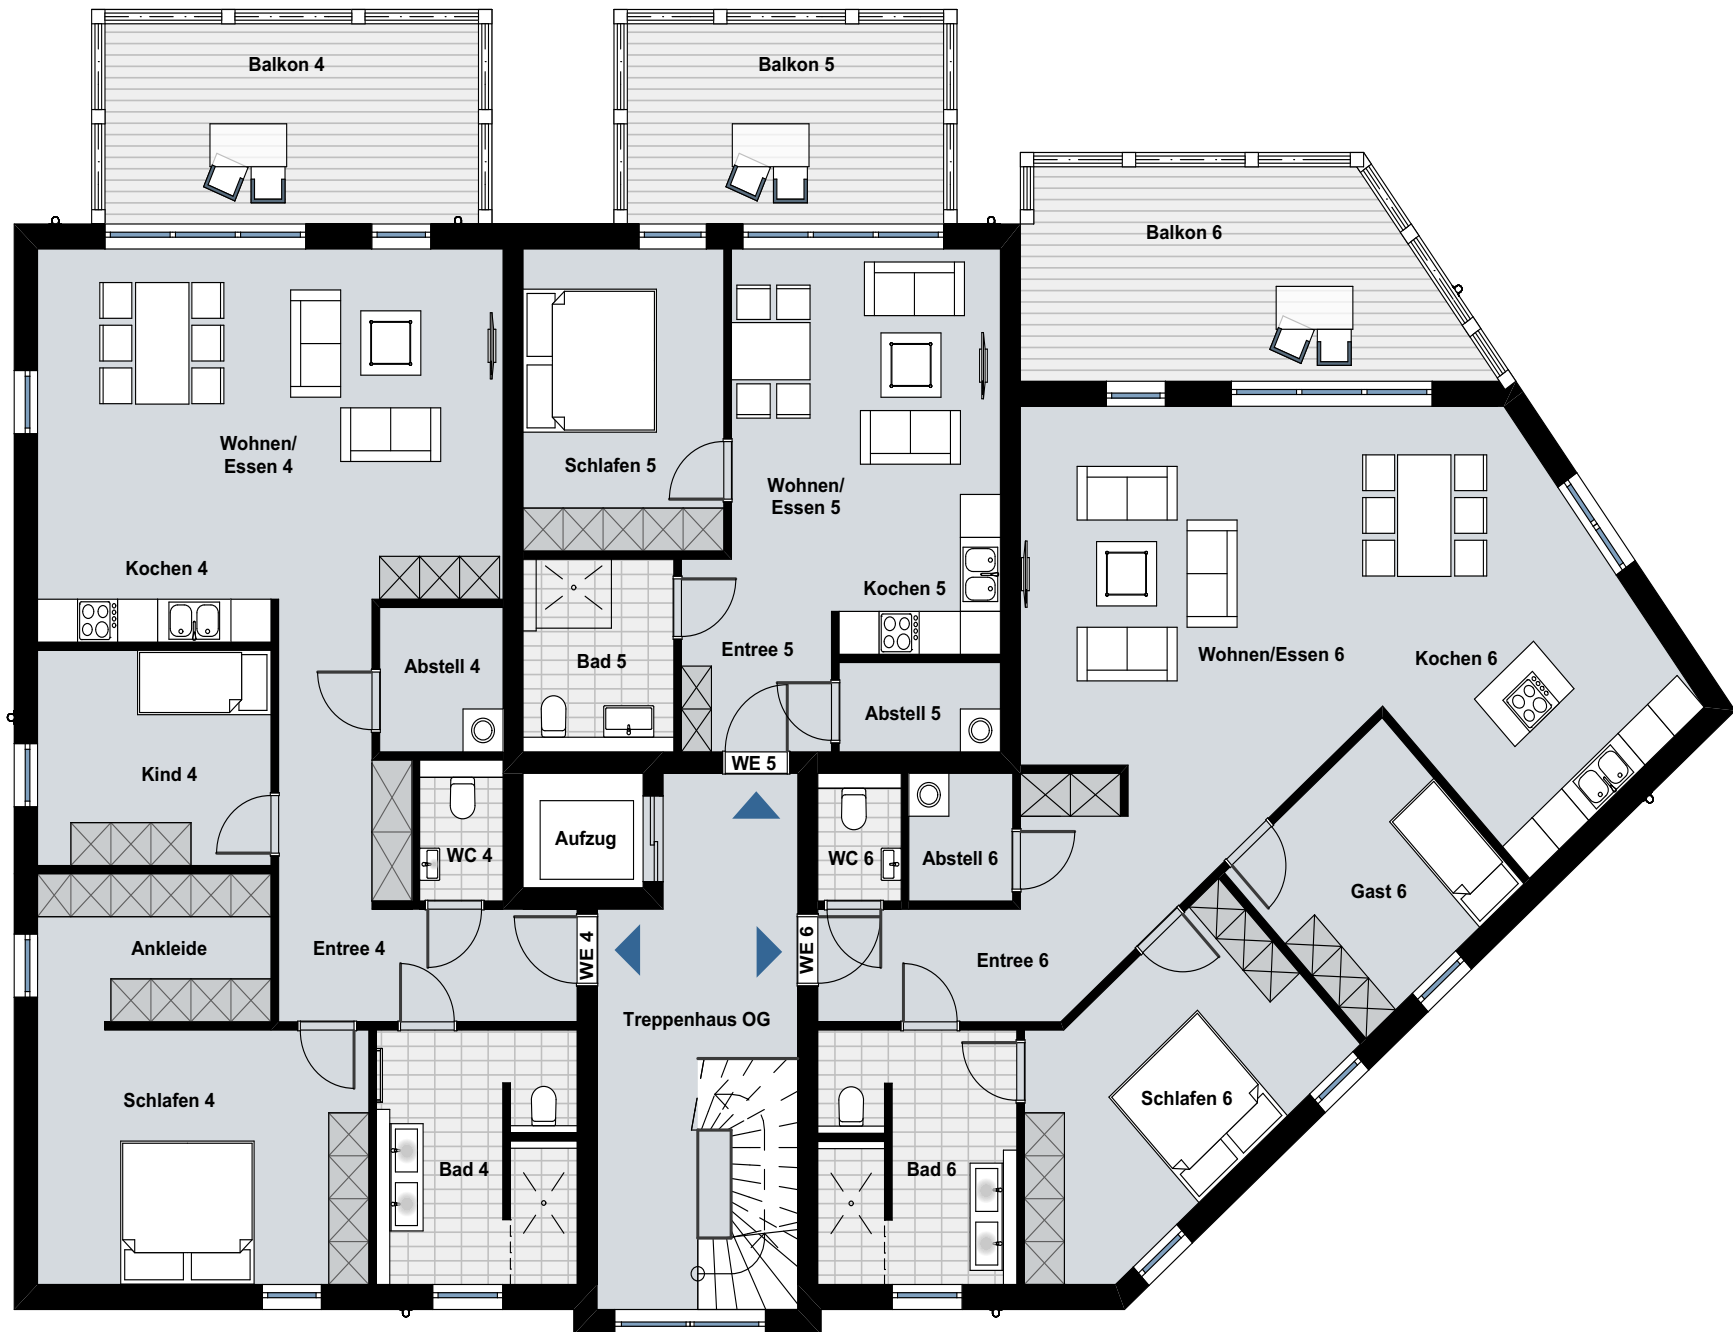 Balkon 4
Balkon 5
Balkon 6
Wohnen/
Essen 4
Schlafen 5
Wohnen/
Essen 5
Kochen 4
Kochen 5
Abstell 4
Bad 5
Entree 5
Wohnen/Essen 6
Kochen 6
Abstell 5
Kind 4
WE 5
Aufzug
WC 4
WC 6
Abstell 6
Gast 6
Ankleide
Entree 4
WE 4
WE 6
Entree 6
Treppenhaus OG
Schlafen 4
Schlafen 6
Bad 4
Bad 6